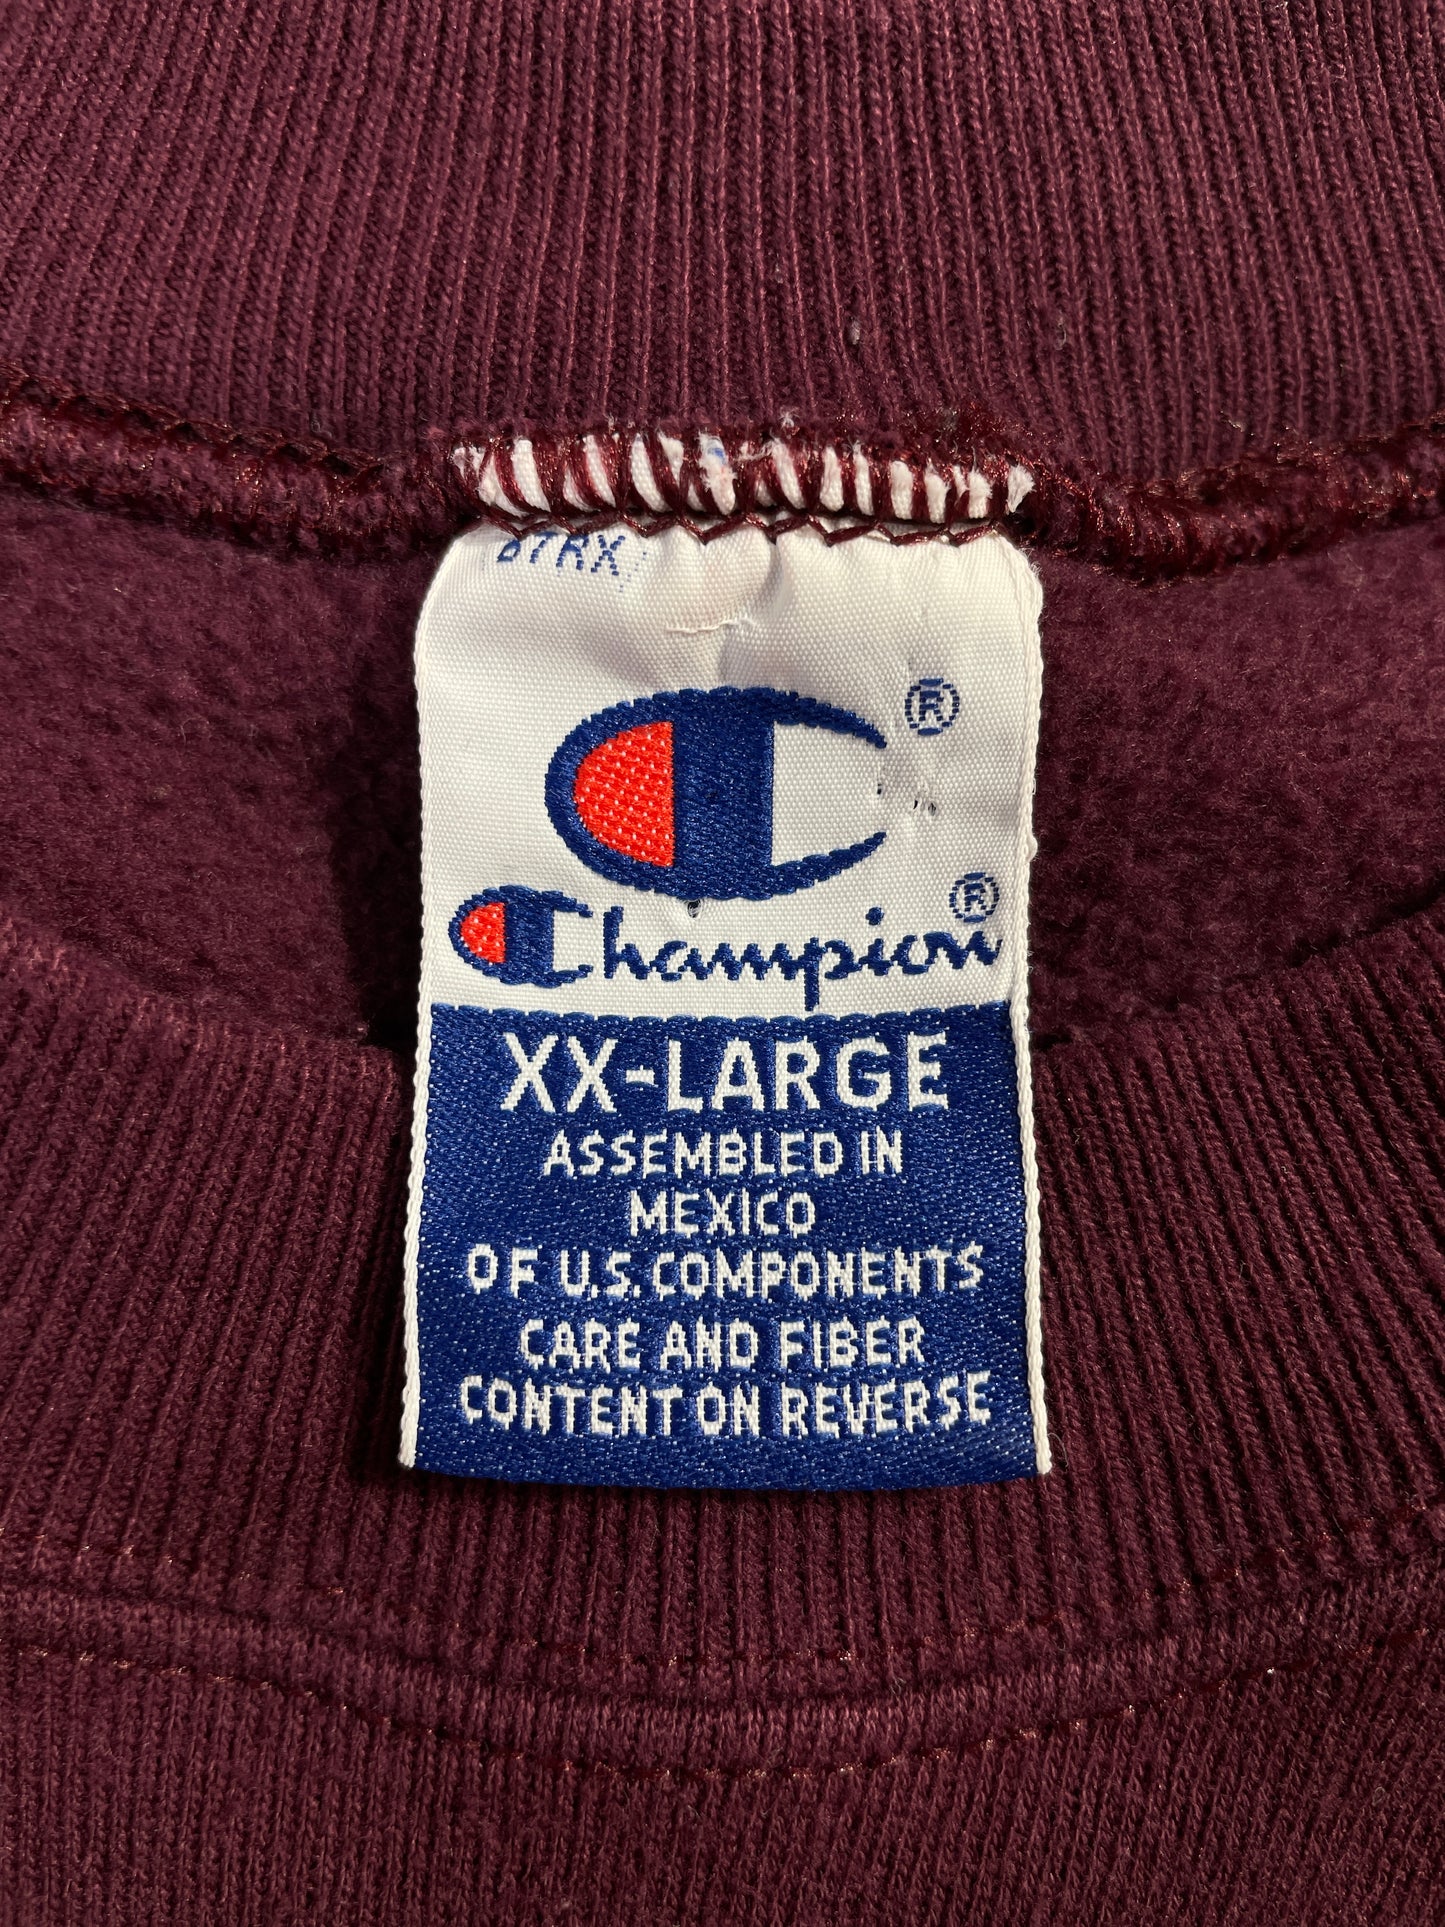 ®
Champion®
XX-LARGE
ASSEMBLED IN
MEXICO
OF U.S. COMPONENTS
CARE AND FIBER
CONTENT ON REVERSE